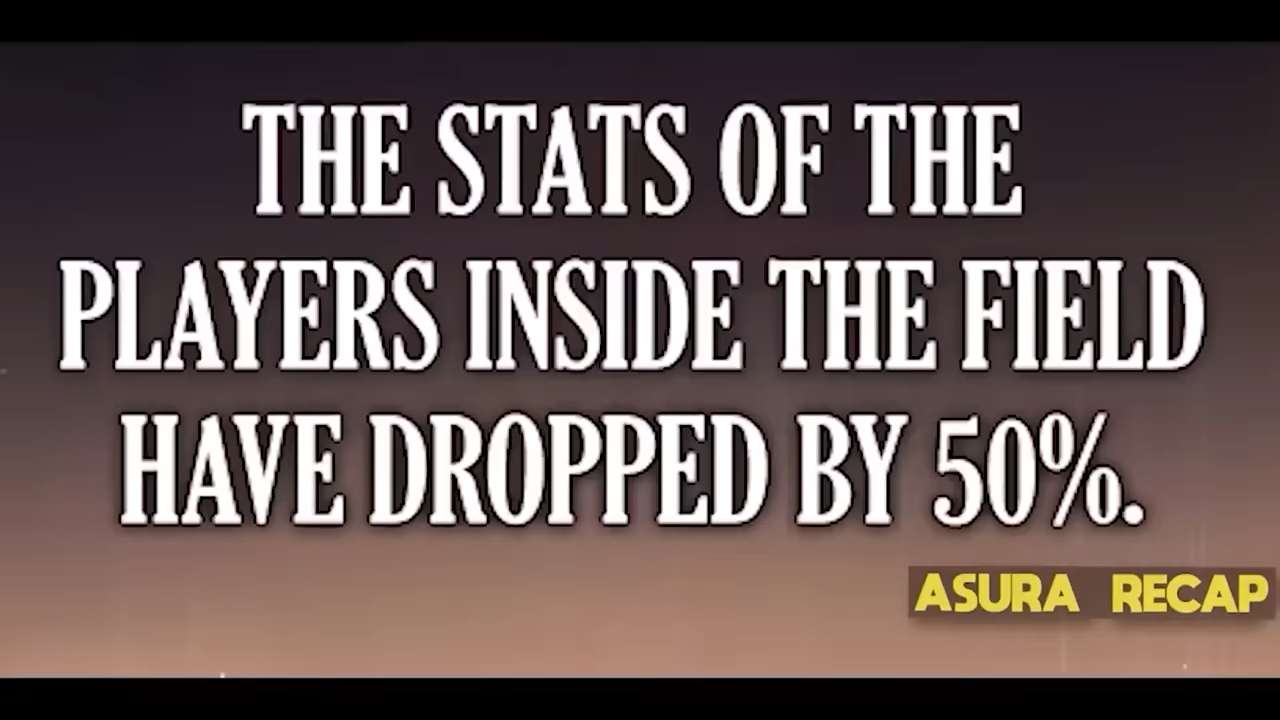 THE STATS OF THE
PLAYERS INSIDE THE FIELD
HAVE DROPPED BY 50%.
ASURA RECAP